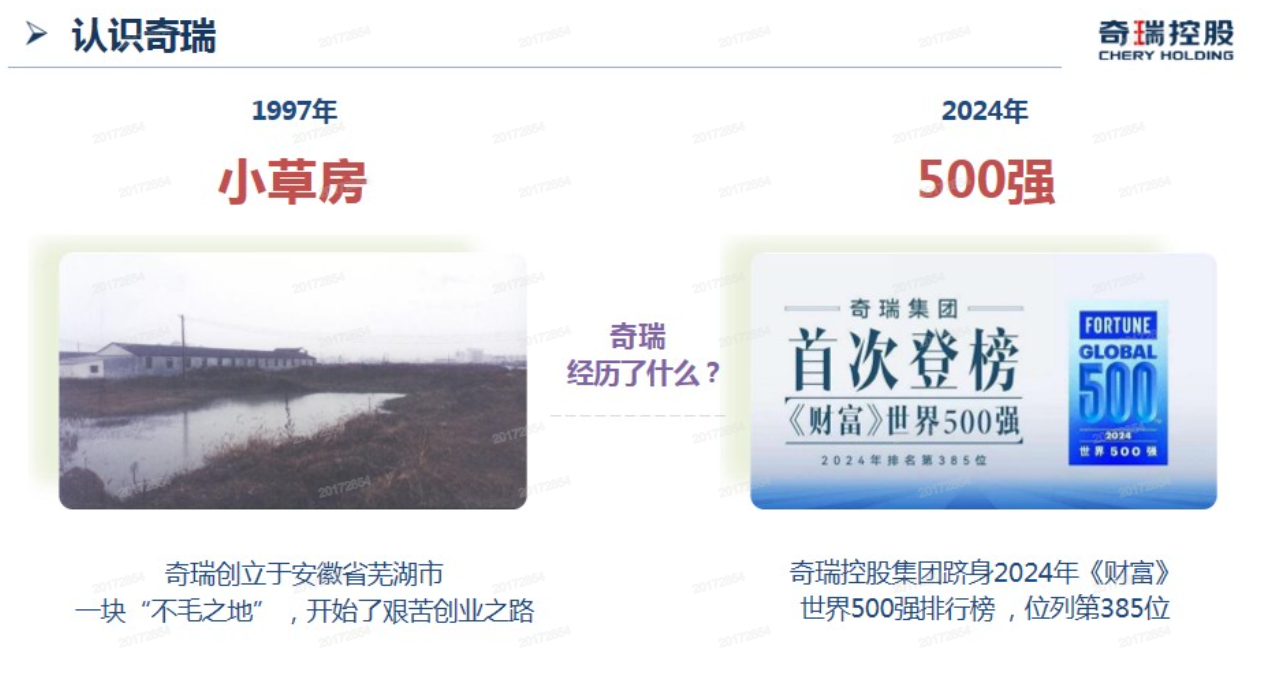 认识奇瑞
奇瑞控股
CHERY HOLDING
1997年
小草房
2024年
500强
奇瑞
经历了什么？
奇瑞集团
首次登榜
《财富》世界500强
2024年排名第385位
FORTUNE
GLOBAL
500
2024
世界500强
奇瑞创立于安徽省芜湖市
一块“不毛之地”，开始了艰苦创业之路
奇瑞控股集团跻身2024年《财富》
世界500强排行榜，位列第385位
20172854